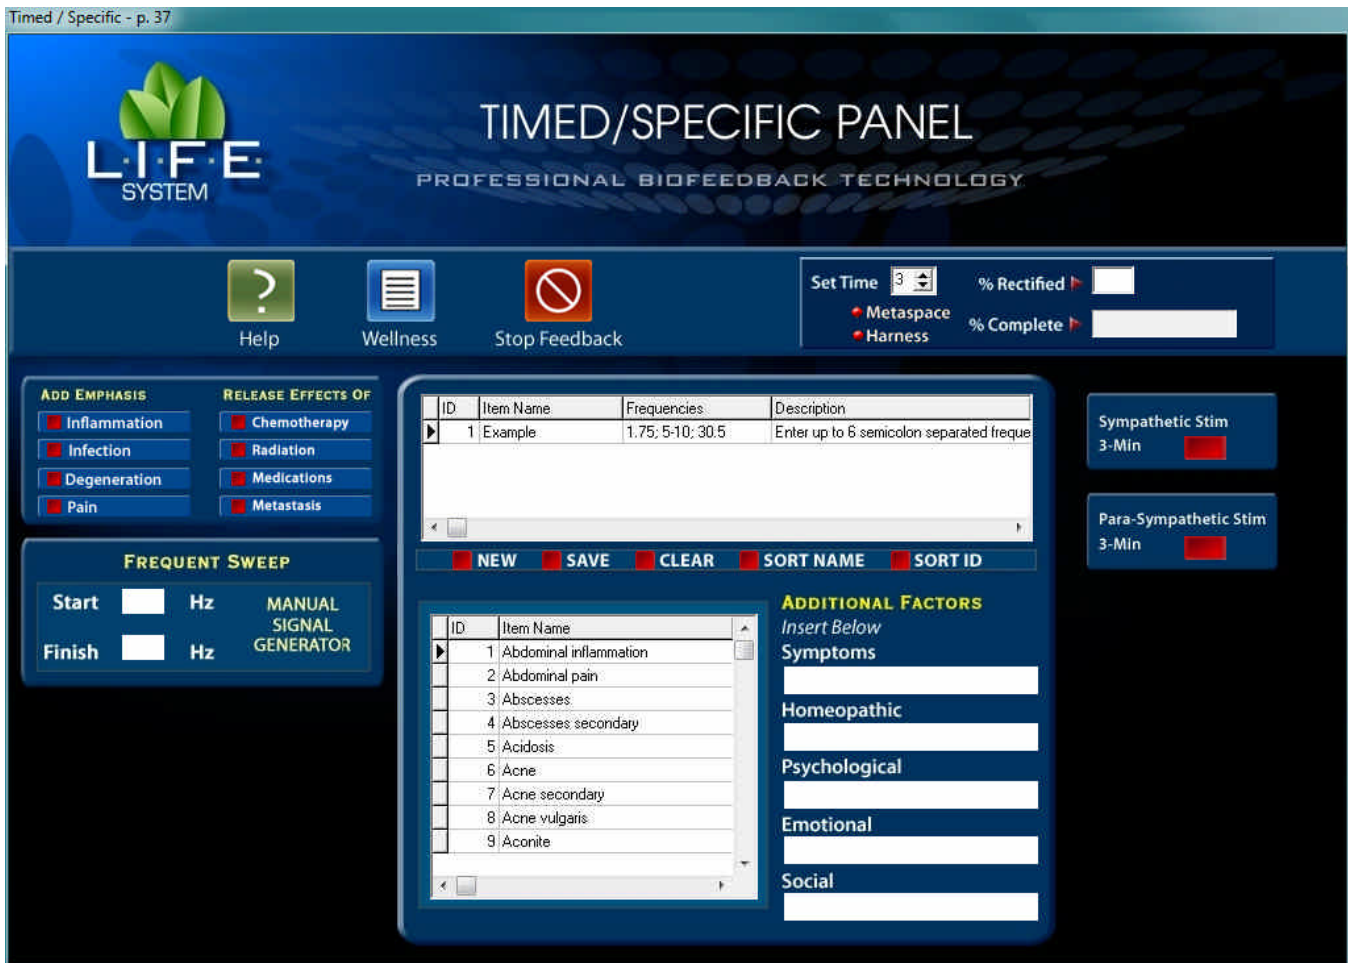 Timed / Specific - p. 37
L·I·F·E·
SYSTEM
TIMED/SPECIFIC PANEL
PROFESSIONAL BIOFEEDBACK TECHNOLOGY
?
Help
Wellness
Stop Feedback
Set Time 3 % Rectified
Metaspace
Harness
% Complete
ADD EMPHASIS
Inflammation
Infection
Degeneration
Pain
RELEASE EFFECTS OF
Chemotherapy
Radiation
Medications
Metastasis
FREQUENT SWEEP
Start Hz
Finish Hz
MANUAL
SIGNAL
GENERATOR
ID Item Name Frequencies Description
1 Example 1.75; 5-10; 30.5 Enter up to 6 semicolon separated freque
NEW SAVE CLEAR SORT NAME SORT ID
ID Item Name
1 Abdominal inflammation
2 Abdominal pain
3 Abscesses
4 Abscesses secondary
5 Acidosis
6 Acne
7 Acne secondary
8 Acne vulgaris
9 Aconite
ADDITIONAL FACTORS
Insert Below
Symptoms
Homeopathic
Psychological
Emotional
Social
Sympathetic Stim
3-Min
Para-Sympathetic Stim
3-Min